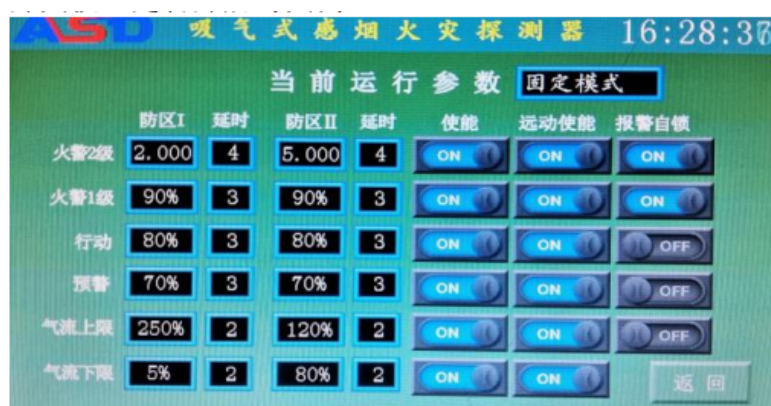 ASD 吸气式感烟火灾探测器 16:28:36
当前运行参数 固定模式
防区I 延时 防区II 延时 使能 远动使能 报警自锁
火警2级 2.000 4 5.000 4 ON ON ON
火警1级 90% 3 90% 3 ON ON ON
行动 80% 3 80% 3 ON ON OFF
预警 70% 3 70% 3 ON ON OFF
气流上限 250% 2 120% 2 ON ON OFF
气流下限 5% 2 80% 2 ON ON 返回